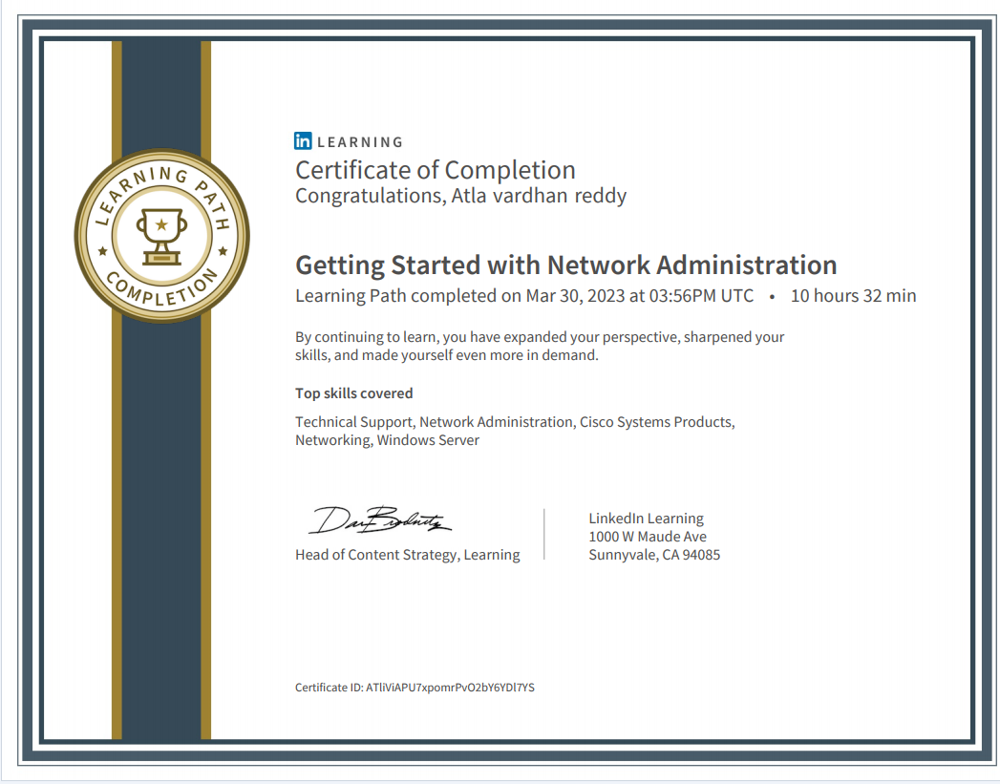 LEARNING PATH
COMPLETION
in LEARNING
Certificate of Completion
Congratulations, Atla vardhan reddy
Getting Started with Network Administration
Learning Path completed on Mar 30, 2023 at 03:56PM UTC • 10 hours 32 min
By continuing to learn, you have expanded your perspective, sharpened your
skills, and made yourself even more in demand.
Top skills covered
Technical Support, Network Administration, Cisco Systems Products,
Networking, Windows Server
Head of Content Strategy, Learning
LinkedIn Learning
1000 W Maude Ave
Sunnyvale, CA 94085
Certificate ID: ATliViAPU7xpomrPvO2bY6YDl7YS